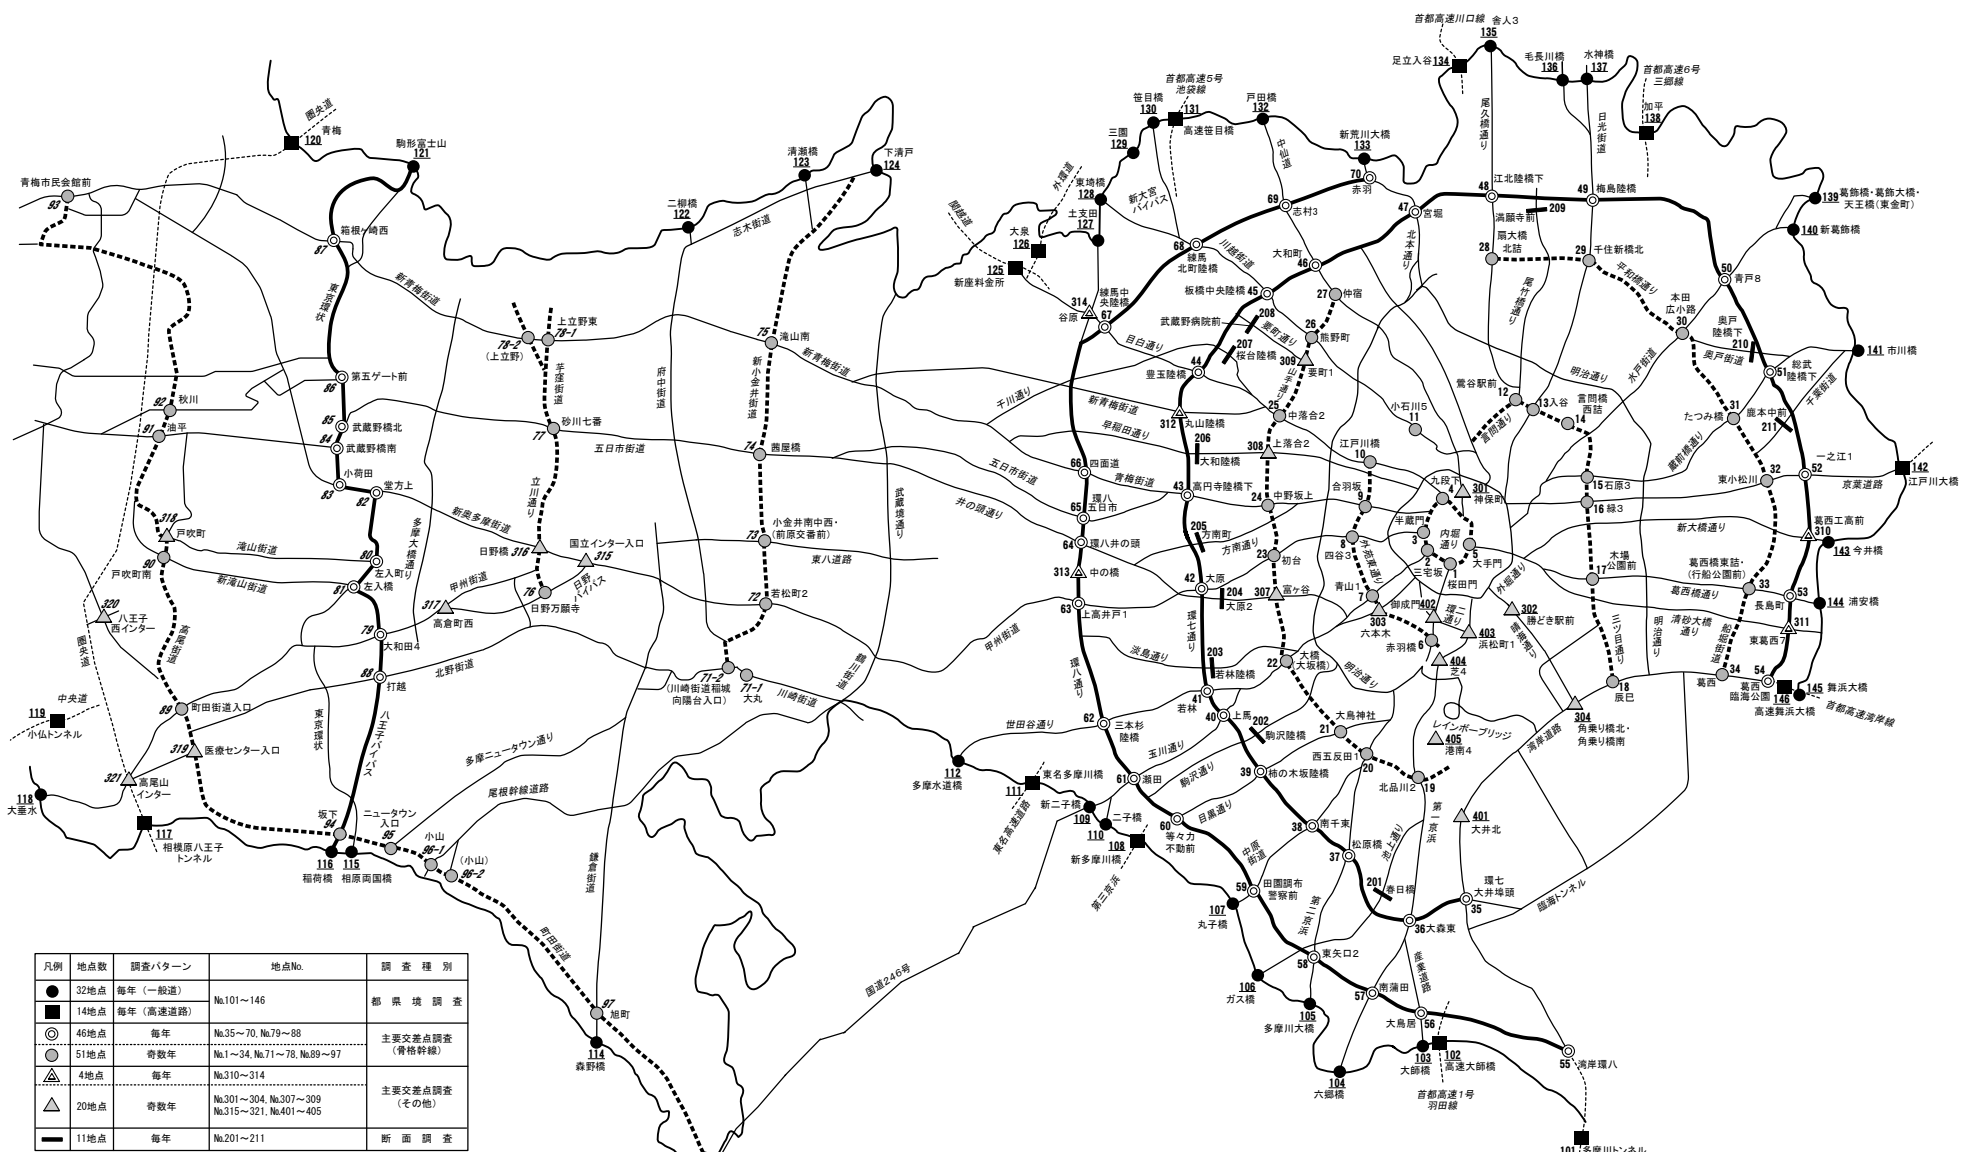 首都高速川口線
舎人3
135
足立入谷 134
毛長川橋
136
水神橋
137
首都高速6号
三郷線
加平
138
尾久橋通り
日光街道
首都高速5号
池袋線
笹目橋
130
131
高速笹目橋
戸田橋
132
新荒川大橋
133
三園
129
中仙道
70
赤羽
外環道
東埼橋
128
新大宮
バイパス
土支田
127
関越道
大泉
126
125
新座料金所
69
志村3
68
練馬
北町陸橋
川越街道
47
宮堀
48
江北陸橋下
49 梅島陸橋
満願寺前
209
扇大橋
28 北詰
29 千住新橋北
139 葛飾橋・葛飾大橋・
天王橋(東金町)
140 新葛飾橋
大和町
46
北本通り
尾竹橋通り
平和橋通り
50
青戸8
本田
広小路
30
奥戸
陸橋下
210
奥戸街道
総武
51 陸橋下
141 市川橋
千葉街道
水戸街道
圏央道
青梅
120
駒形富士山
121
清瀬橋
123
下清戸
124
二柳橋
122
志木街道
青梅市民会館前
93
箱根ヶ崎西
87
東京環状
新青梅街道
上立野東
78-1
78-2
(上立野)
75
滝山南
新青梅街道
芋窪街道
府中街道
新小金井街道
第五ゲート前
86
秋川
92
油平
91
85
武蔵野橋北
84
武蔵野橋南
小荷田
83
堂方上
82
砂川七番
77
五日市街道
74
茜屋橋
立川通り
武蔵境通り
新奥多摩街道
多摩大橋通り
318
戸吹町
90
戸吹町南
滝山街道
新滝山街道
80
左入町
81
左入橋
日野橋 316
国立インター入口
315
甲州街道
日野
バイパス
317
高倉町西
76
日野万願寺
小金井南中西・
(前原交番前)
73
東八道路
72
若松町2
320
八王子
西インター
圏央道
高尾街道
79
大和田4
88
打越
北野街道
71-2
(川崎街道稲城
向陽台入口)
71-1
大丸
川崎街道
鶴川街道
甲州街道
中央道
119
小仏トンネル
89
町田街道入口
319
医療センター入口
321
高尾山
インター
118
大垂水
117
相模原八王子
トンネル
東京環状
八王子バイパス
多摩ニュータウン通り
尾根幹線道路
坂下
94
116
稲荷橋
115
相原両国橋
ニュータウン
入口
95
小山
96-1
(小山)
96-2
町田街道
鎌倉街道
97
旭町
114
森野橋
国道246号
練馬中
央陸橋
314
谷原
67
目白通り
板橋中央陸橋
45
武蔵野病院前
208
要町通り
207
桜台陸橋
27 仲宿
26
熊野町
309
要町1
山手通り
44
豊玉陸橋
千川通り
新青梅街道
312
丸山陸橋
早稲田通り
206
大和陸橋
25
中落合2
308
上落合2
小石川5
11
江戸川橋
10
鶯谷駅前
12
13 入谷
言問橋
西詰
14
言問通り
明治通り
31
たつみ橋
鹿本中前
211
蔵前橋通り
五日市街道
66 四面道
青梅街道
43
高円寺陸橋下
井の頭通り
65 環八
五日市
64 環八井の頭
205
方南町
方南通り
24 中野坂上
合羽坂
9
九段下
4
301
神保町
15 石原3
16 緑3
東小松川
32
一之江1
52
京葉道路
142
江戸川大橋
新大橋通り
葛西工高前
310
143 今井橋
半蔵門
3
内堀
通り
5
大手門
8
四谷3
外苑東通り
23
初台
313 中の橋
63
上高井戸1
42
大原
204
大原2
307
富ヶ谷
青山1
7
2
三宅坂
1
桜田門
御成門
402
303
六本木
環二
通り
外堀通り
302
勝どき駅前
晴海通り
赤羽橋 6
403
浜松町1
404
芝4
木場
公園前
17
葛西橋東詰・
(行船公園前)
33
葛西橋通り
長島町
53
144 浦安橋
清砂大橋
通り
311
東葛西7
三ツ目通り
明治通り
船堀街道
18
辰巳
34
葛西
54
葛西
臨海公園
145 舞浜大橋
146
高速舞浜大橋
首都高速湾岸線
環八通り
淡島通り
環七通り
203
若林陸橋
41
若林
大橋
22 (大坂橋)
明治通り
62
三本杉
陸橋
世田谷通り
上馬
40
202
駒沢陸橋
大鳥神社
21
西五反田1
20
北品川2 19
レインボーブリッジ
405
港南4
304
角乗り橋北・
角乗り橋南
湾岸道路
112
多摩水道橋
東名多摩川橋
111
東名高速道路
玉川通り
61 瀬田
駒沢通り
39 柿の木坂陸橋
目黒通り
新二子橋
109
二子橋
110
108
新多摩川橋
第三京浜
60
等々力
不動前
中原
街道
38 南千束
37
松原橋
池上通り
第一京浜
401
大井北
59 田園調布
警察前
107
丸子橋
第二京浜
201
春日橋
環七
大井埠頭
35
36 大森東
臨海トンネル
東矢口2
58
106
ガス橋
105
多摩川大橋
57
南蒲田
産業道路
大鳥居
56
103
大師橋
102
高速大師橋
首都高速1号
羽田線
104
六郷橋
55 湾岸環八
101 多摩川トンネル
凡例 地点数 調査パターン 地点No. 調査種別
32地点 毎年(一般道) №101~146 都県境調査
14地点 毎年(高速道路)
46地点 毎年 №35~70, №79~88 主要交差点調査
(骨格幹線)
51地点 奇数年 №1~34, №71~78, №89~97
4地点 毎年 №310~314 主要交差点調査
(その他)
20地点 奇数年 №301~304, №307~309
№315~321, №401~405
11地点 毎年 №201~211 断面調査